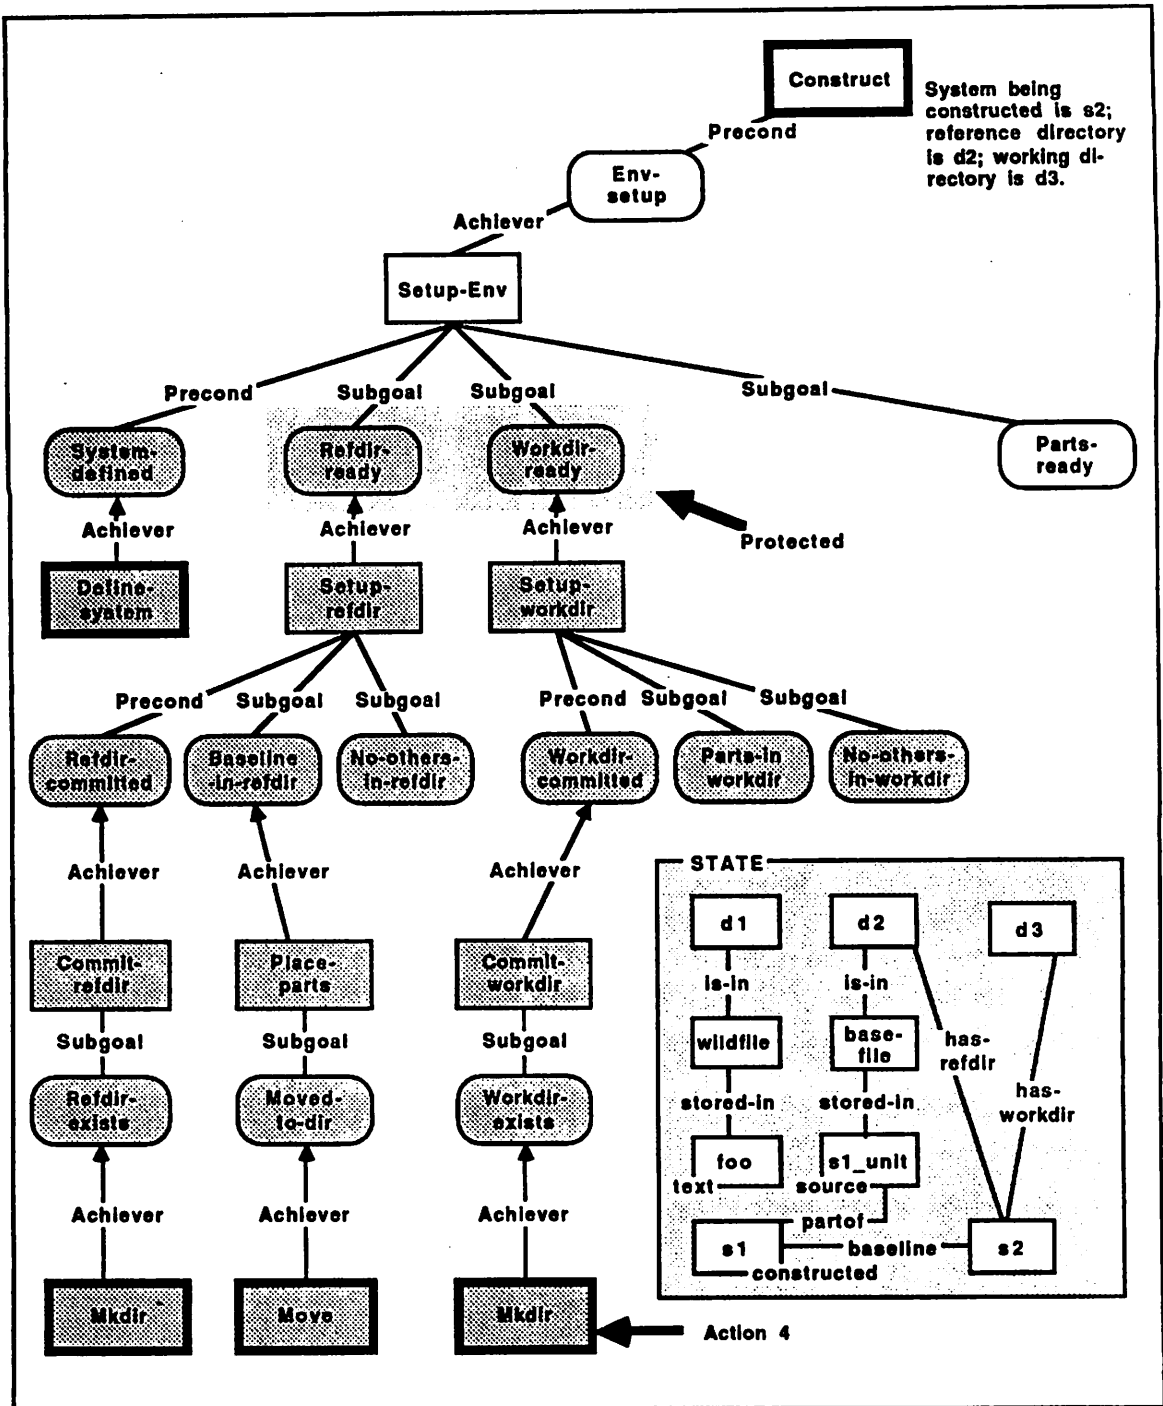 Construct
System being
constructed is s2;
reference directory
is d2; working di-
rectory is d3.
Precond
Env-
setup
Achiever
Setup-Env
Precond
Subgoal
Subgoal
Subgoal
System-
defined
Refdir-
ready
Workdir-
ready
Parts-
ready
Achiever
Achiever
Achiever
Protected
Define-
system
Setup-
refdir
Setup-
workdir
Precond
Subgoal
Subgoal
Precond
Subgoal
Subgoal
Refdir-
committed
Baseline
-in-refdir
No-others-
in-refdir
Workdir-
committed
Parts-in
workdir
No-others-
in-workdir
Achiever
Achiever
Achiever
Commit-
refdir
Place-
parts
Commit-
workdir
Subgoal
Subgoal
Subgoal
Refdir-
exists
Moved-
to-dir
Workdir-
exists
Achiever
Achiever
Achiever
Mkdir
Move
Mkdir
Action 4
STATE
d1
d2
d3
is-in
is-in
wildfile
base-
file
has-
refdir
has-
workdir
stored-in
stored-in
foo
text
s1_unit
source
partof
s1
baseline
s2
constructed